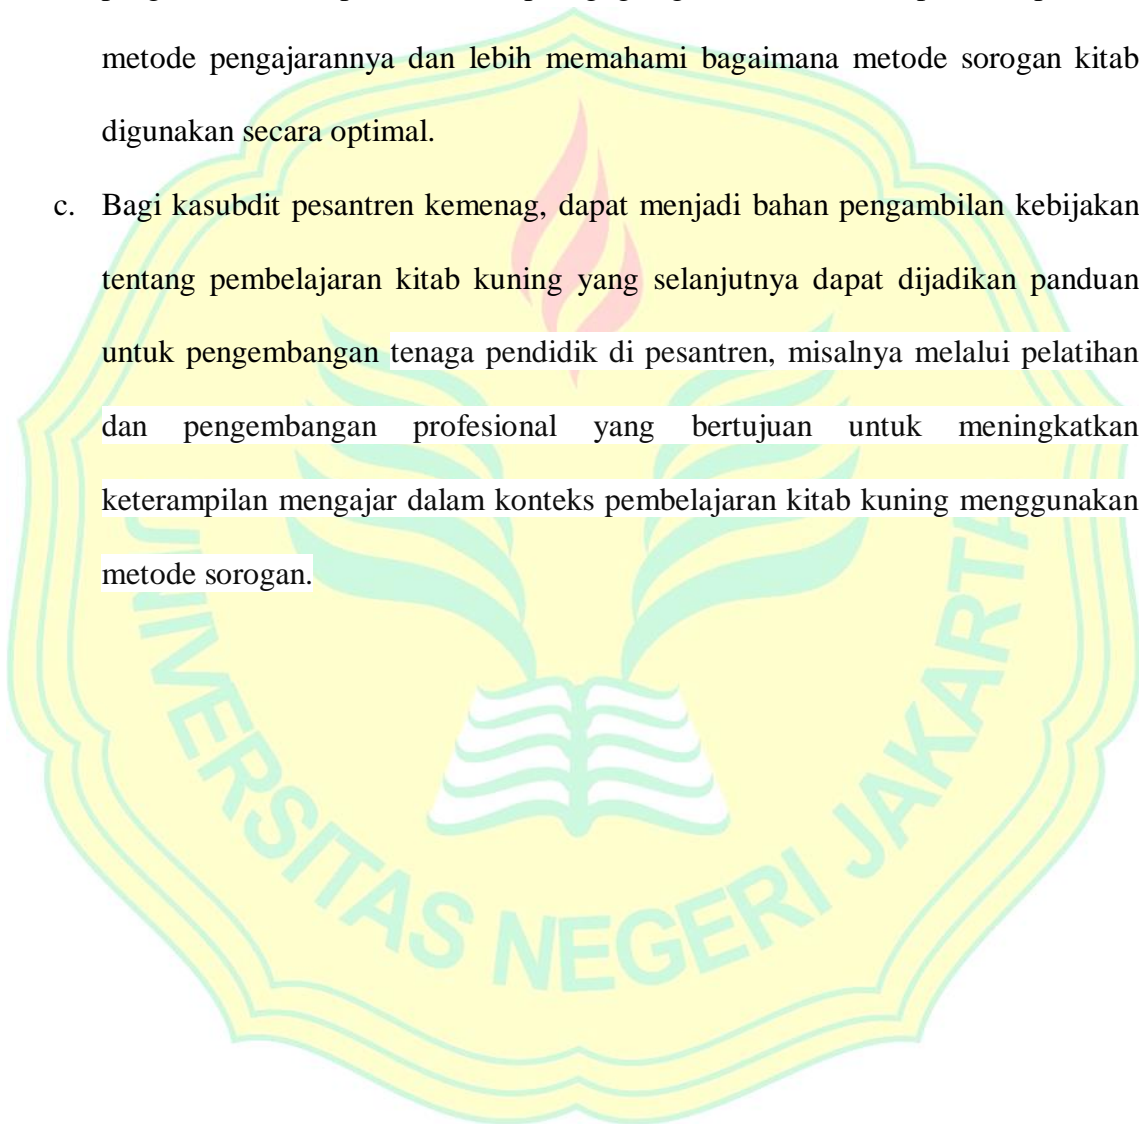 metode pengajarannya dan lebih memahami bagaimana metode sorogan kitab
digunakan secara optimal.
c. Bagi kasubdit pesantren kemenag, dapat menjadi bahan pengambilan kebijakan
tentang pembelajaran kitab kuning yang selanjutnya dapat dijadikan panduan
untuk pengembangan tenaga pendidik di pesantren, misalnya melalui pelatihan
dan pengembangan profesional yang bertujuan untuk meningkatkan
keterampilan mengajar dalam konteks pembelajaran kitab kuning menggunakan
metode sorogan.
UNIVERSITAS NEGERI JAKARTA